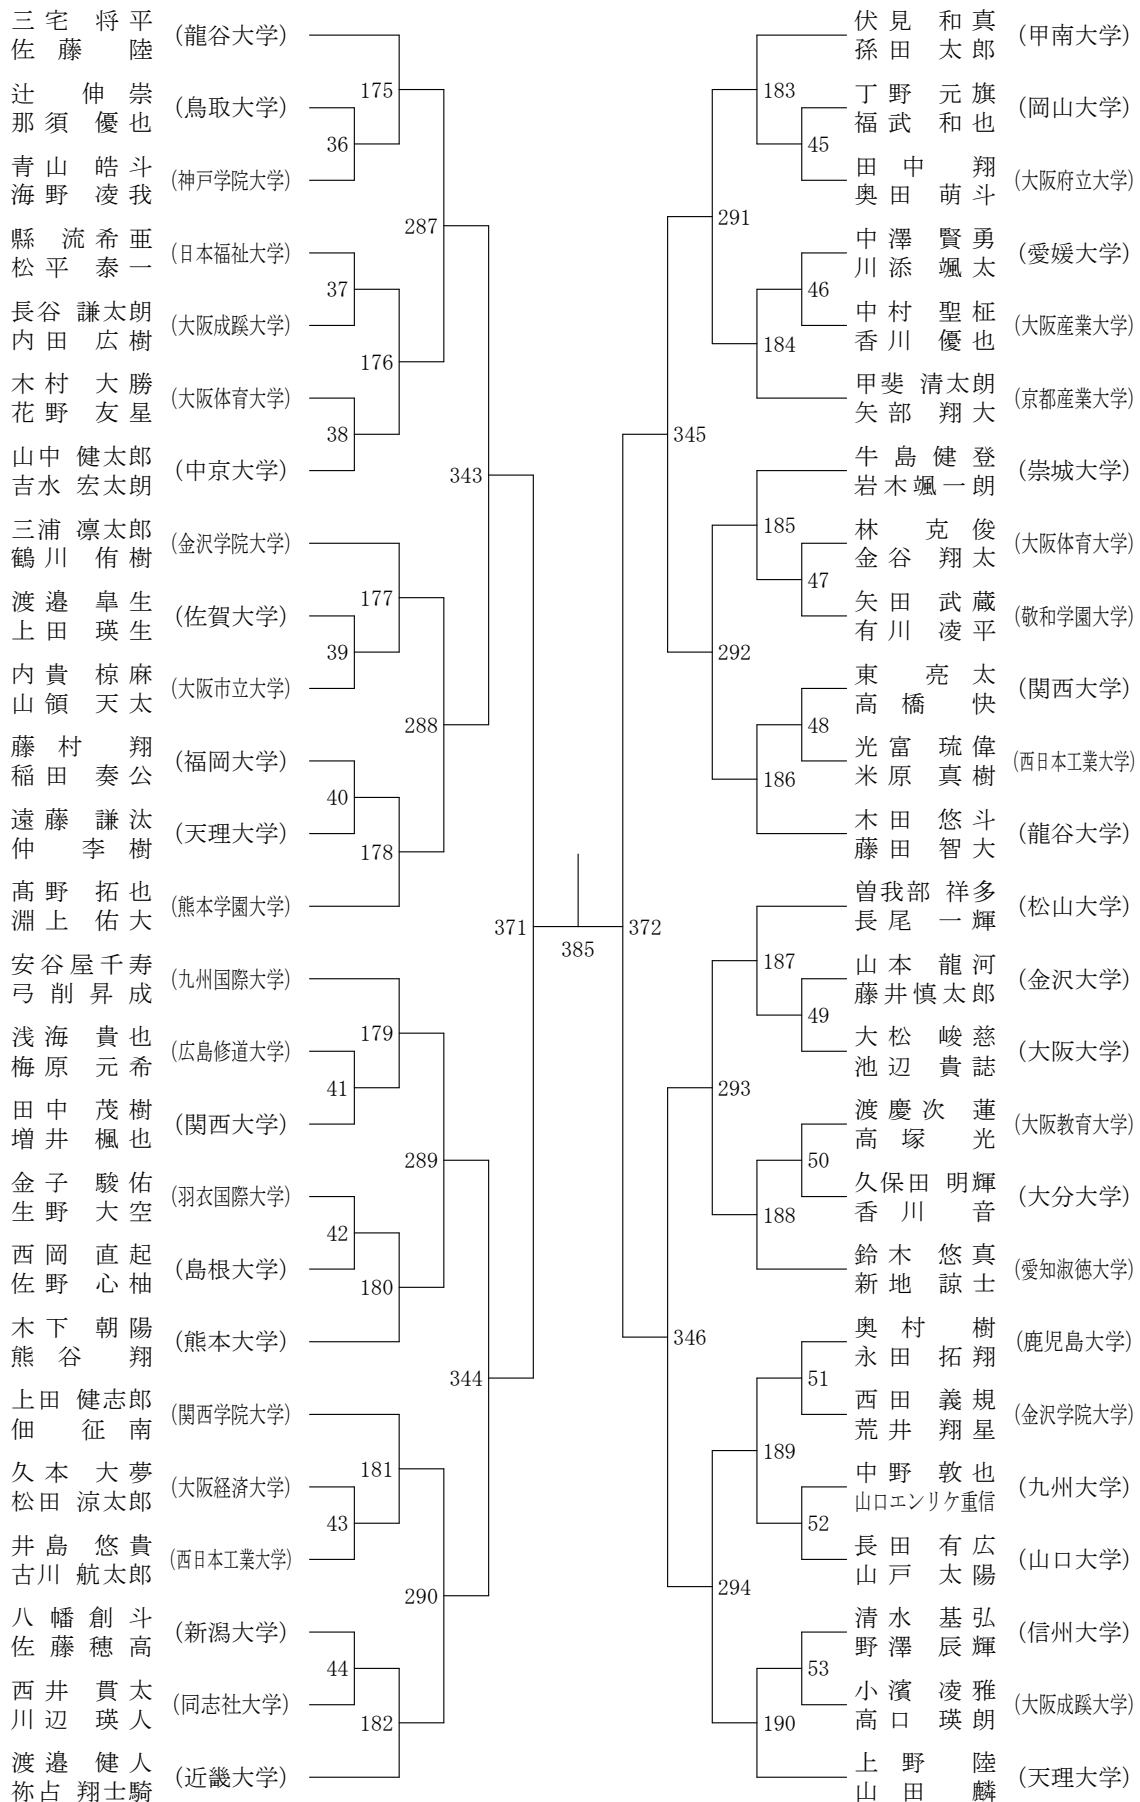 三宅 将平
佐藤 陸
(龍谷大学)
175
辻 伸崇
那須 優也
(鳥取大学)
36
青山 皓斗
海野 凌我
(神戸学院大学)
287
縣 流希亜
松平 泰一
(日本福祉大学)
37
長谷 謙太朗
内田 広樹
(大阪成蹊大学)
176
木村 大勝
花野 友星
(大阪体育大学)
38
山中 健太郎
吉水 宏太朗
(中京大学)
343
三浦 凛太郎
鶴川 侑樹
(金沢学院大学)
177
渡邉 皐生
上田 瑛生
(佐賀大学)
39
内貴 椋麻
山領 天太
(大阪市立大学)
288
藤村 翔
稲田 奏公
(福岡大学)
40
遠藤 謙汰
仲 李樹
(天理大学)
178
髙野 拓也
淵上 佑大
(熊本学園大学)
371
安谷屋千寿
弓削昇成
(九州国際大学)
179
浅海 貴也
梅原 元希
(広島修道大学)
41
田中 茂樹
増井 楓也
(関西大学)
289
金子 駿佑
生野 大空
(羽衣国際大学)
42
西岡 直起
佐野 心柚
(島根大学)
180
木下 朝陽
熊谷 翔
(熊本大学)
344
上田 健志郎
佃 征南
(関西学院大学)
181
久本 大夢
松田 涼太郎
(大阪経済大学)
43
井島 悠貴
古川 航太郎
(西日本工業大学)
290
八幡創斗
佐藤穂高
(新潟大学)
44
西井 貫太
川辺 瑛人
(同志社大学)
182
渡邉 健人
祢占 翔士騎
(近畿大学)
385
伏見 和真
孫田 太郎
(甲南大学)
183
丁野 元旗
福武 和也
(岡山大学)
45
田中 翔
奥田 萌斗
(大阪府立大学)
291
中澤 賢勇
川添 颯太
(愛媛大学)
46
中村 聖柾
香川 優也
(大阪産業大学)
184
甲斐 清太朗
矢部 翔大
(京都産業大学)
345
牛島健登
岩木颯一朗
(崇城大学)
185
林 克俊
金谷 翔太
(大阪体育大学)
47
矢田 武蔵
有川 凌平
(敬和学園大学)
292
東 亮太
高橋 快
(関西大学)
48
光富 琉偉
米原 真樹
(西日本工業大学)
186
木田 悠斗
藤田 智大
(龍谷大学)
372
曽我部 祥多
長尾 一輝
(松山大学)
187
山本 龍河
藤井慎太郎
(金沢大学)
49
大松 峻慈
池辺 貴誌
(大阪大学)
293
渡慶次 蓮
高塚 光
(大阪教育大学)
50
久保田 明輝
香川 音
(大分大学)
188
鈴木 悠真
新地 諒士
(愛知淑徳大学)
346
奥村 樹
永田 拓翔
(鹿児島大学)
51
西田 義規
荒井 翔星
(金沢学院大学)
189
中野 敦也
山口エンリケ重信
(九州大学)
52
長田 有広
山戸 太陽
(山口大学)
294
清水 基弘
野澤 辰輝
(信州大学)
53
小濱 凌雅
高口 瑛朗
(大阪成蹊大学)
190
上野 陸
山田 麟
(天理大学)